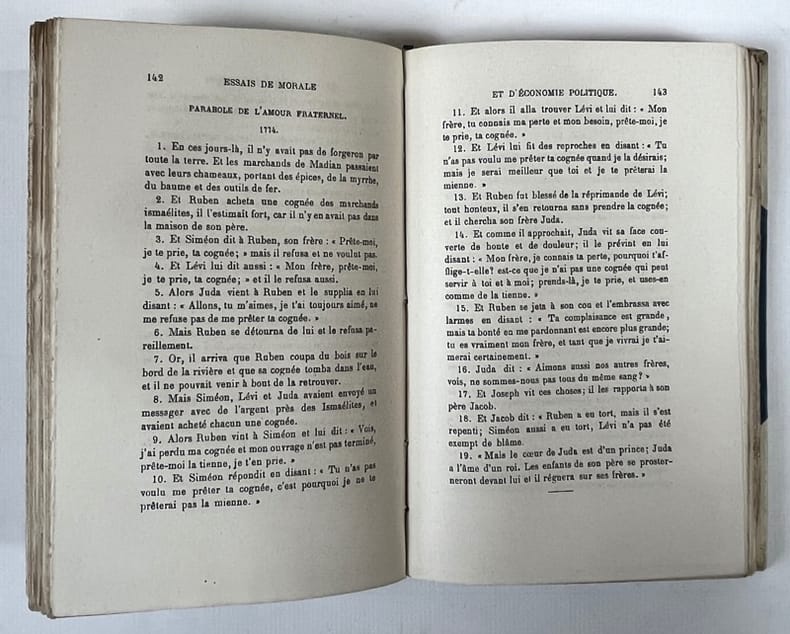 142
ESSAIS DE MORALE
PARABOLE DE L'AMOUR FRATERNEL.
1774.
1. En ces jours-là, il n'y avait pas de forgeron par
toute la terre. Et les marchands de Madian passaient
avec leurs chameaux, portant des épices, de la myrrhe,
du baume et des outils de fer.
2. Et Ruben acheta une cognée des marchands
ismaélites, il l'estimait fort, car il n'y en avait pas dans
la maison de son père.
3. Et Siméon dit à Ruben, son frère : « Prête-moi,
je te prie, ta cognée; » mais il refusa et ne voulut pas.
4. Et Lévi lui dit aussi : « Mon frère, prête-moi,
je te prie, ta cognée; » et il le refusa aussi.
5. Alors Juda vient à Ruben et le supplia en lui
disant : « Allons, tu m'aimes, je t'ai toujours aimé, ne
me refuse pas de me prêter ta cognée. »
6. Mais Ruben se détourna de lui et le refusa pa-
reillement.
7. Or, il arriva que Ruben coupa du bois sur le
bord de la rivière et que sa cognée tomba dans l'eau,
et il ne pouvait venir à bout de la retrouver.
8. Mais Siméon, Lévi et Juda avaient envoyé un
messager avec de l'argent près des Ismaélites, et
avaient acheté chacun une cognée.
9. Alors Ruben vint à Siméon et lui dit : « Vois,
j'ai perdu ma cognée et mon ouvrage n'est pas terminé,
prête-moi la tienne, je t'en prie. »
10. Et Siméon répondit en disant : « Tu n'as pas
voulu me prêter ta cognée, c'est pourquoi je ne te
prêterai pas la mienne. »
ET D'ÉCONOMIE POLITIQUE.
143
11. Et alors il alla trouver Lévi et lui dit : « Mon
frère, tu connais ma perte et mon besoin, prête-moi, je
te prie, ta cognée. »
12. Et Lévi lui fit des reproches en disant : « Tu
n'as pas voulu me prêter ta cognée quand je la désirais;
mais je serai meilleur que toi et je te prêterai la
mienne. »
13. Et Ruben fut blessé de la réprimande de Lévi;
tout honteux, il s'en retourna sans prendre la cognée;
et il chercha son frère Juda.
14. Et comme il approchait, Juda vit sa face cou-
verte de honte et de douleur; il le prévint en lui
disant : « Mon frère, je connais ta perte, pourquoi t'af-
flige-t-elle? est-ce que je n'ai pas une cognée qui peut
servir à toi et à moi; prends-là, je te prie, et uses-en
comme de la tienne. »
15. Et Ruben se jeta à son cou et l'embrassa avec
larmes en disant : « Ta complaisance est grande,
mais ta bonté en me pardonnant est encore plus grande;
tu es vraiment mon frère, et tant que je vivrai je t'ai-
merai certainement. »
16. Juda dit : « Aimons aussi nos autres frères,
vois, ne sommes-nous pas tous du même sang? »
17. Et Joseph vit ces choses; il les rapporta à son
père Jacob.
18. Et Jacob dit : « Ruben a eu tort, mais il s'est
repenti; Siméon aussi a eu tort, Lévi n'a pas été
exempt de blâme.
19. « Mais le cœur de Juda est d'un prince; Juda
a l'âme d'un roi. Les enfants de son père se proster-
neront devant lui et il régnera sur ses frères. »